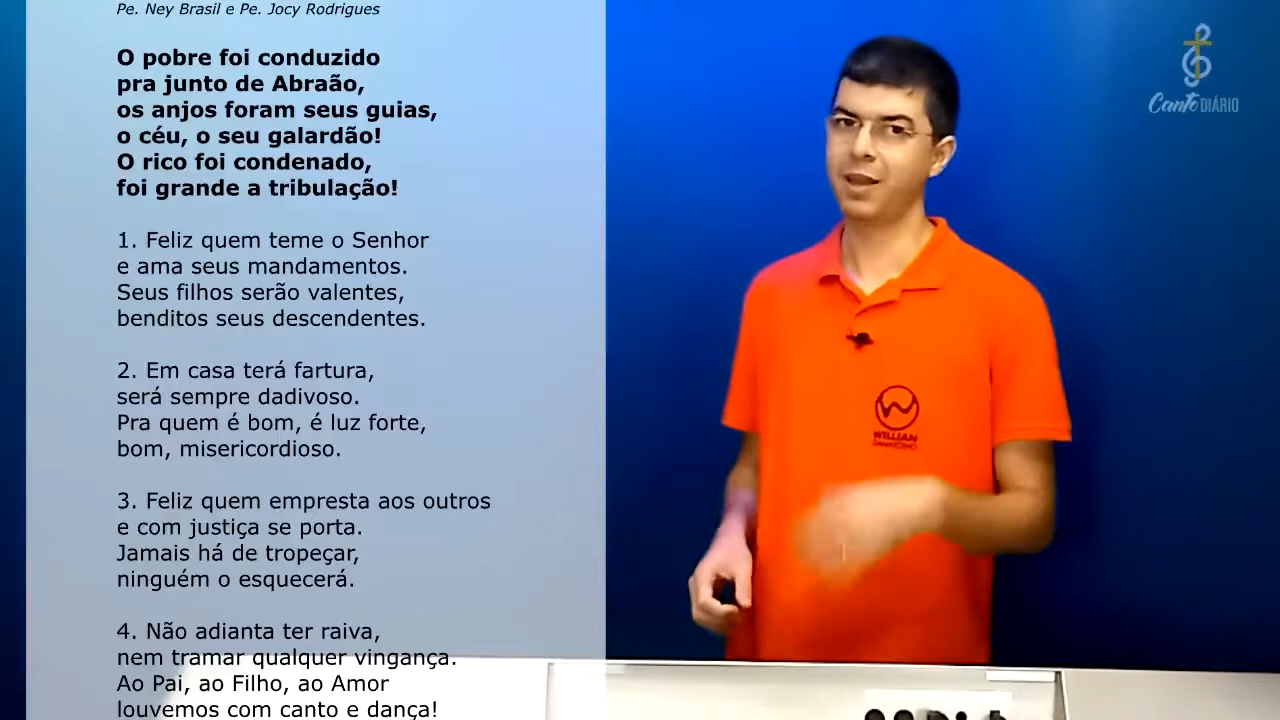 Pe. Ney Brasil e Pe. Jocy Rodrigues
O pobre foi conduzido
pra junto de Abraão,
os anjos foram seus guias,
o céu, o seu galardão!
O rico foi condenado,
foi grande a tribulação!
1. Feliz quem teme o Senhor
e ama seus mandamentos.
Seus filhos serão valentes,
benditos seus descendentes.
2. Em casa terá fartura,
será sempre dadivoso.
Pra quem é bom, é luz forte,
bom, misericordioso.
3. Feliz quem empresta aos outros
e com justiça se porta.
Jamais há de tropeçar,
ninguém o esquecerá.
4. Não adianta ter raiva,
nem tramar qualquer vingança.
Ao Pai, ao Filho, ao Amor
louvemos com canto e dança!
Canto DIÁRIO
WILLIAN